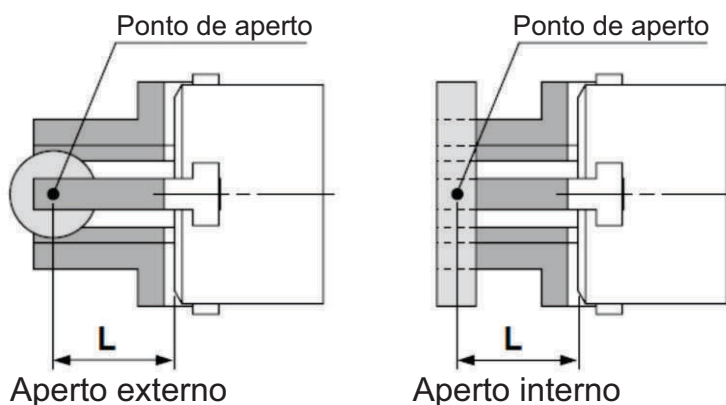 Ponto de aperto
Ponto de aperto
L
L
Aperto externo
Aperto interno